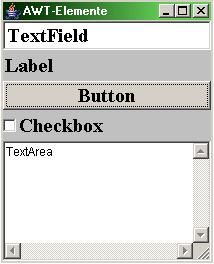 AWT-Elemente
TextField
Label
Button
Checkbox
TextArea